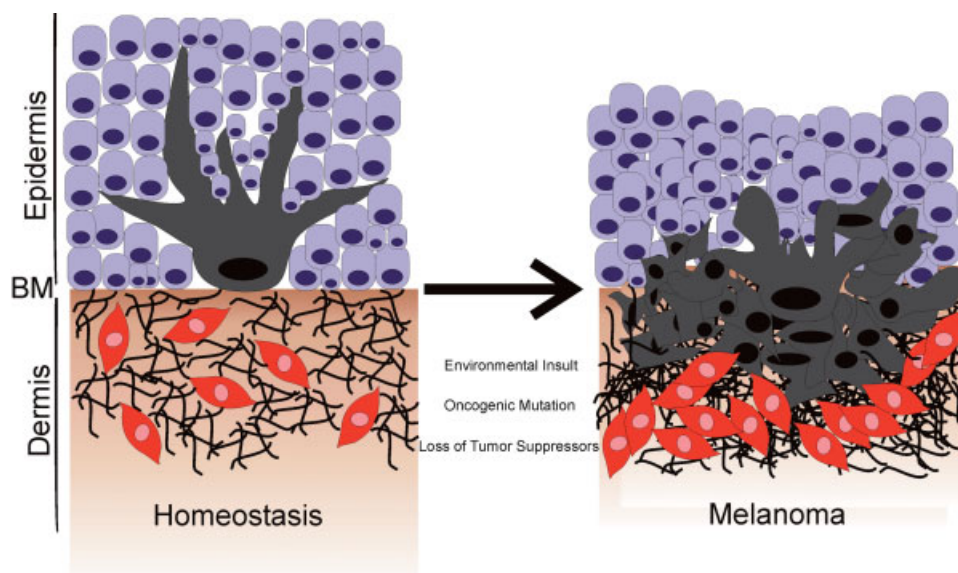 Epidermis
BM
Dermis
Environmental Insult
Oncogenic Mutation
Loss of Tumor Suppressors
Homeostasis
Melanoma